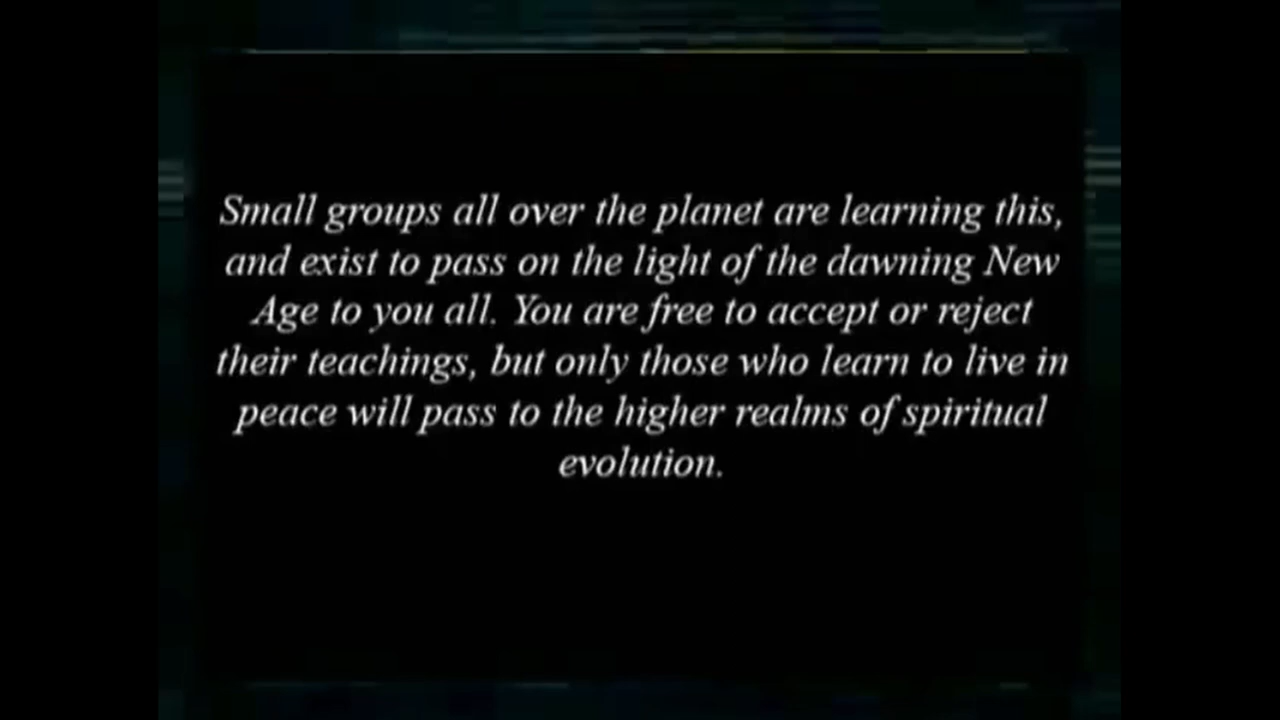 Small groups all over the planet are learning this,
and exist to pass on the light of the dawning New
Age to you all. You are free to accept or reject
their teachings, but only those who learn to live in
peace will pass to the higher realms of spiritual
evolution.